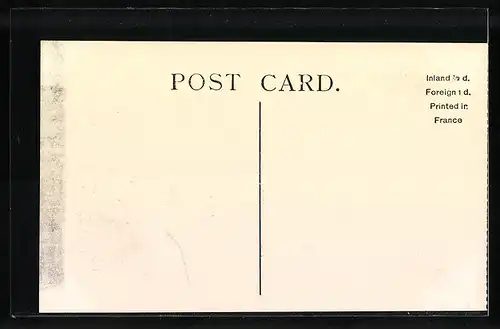 POST CARD.
Inland ½ d.
Foreign 1 d.
Printed in
France